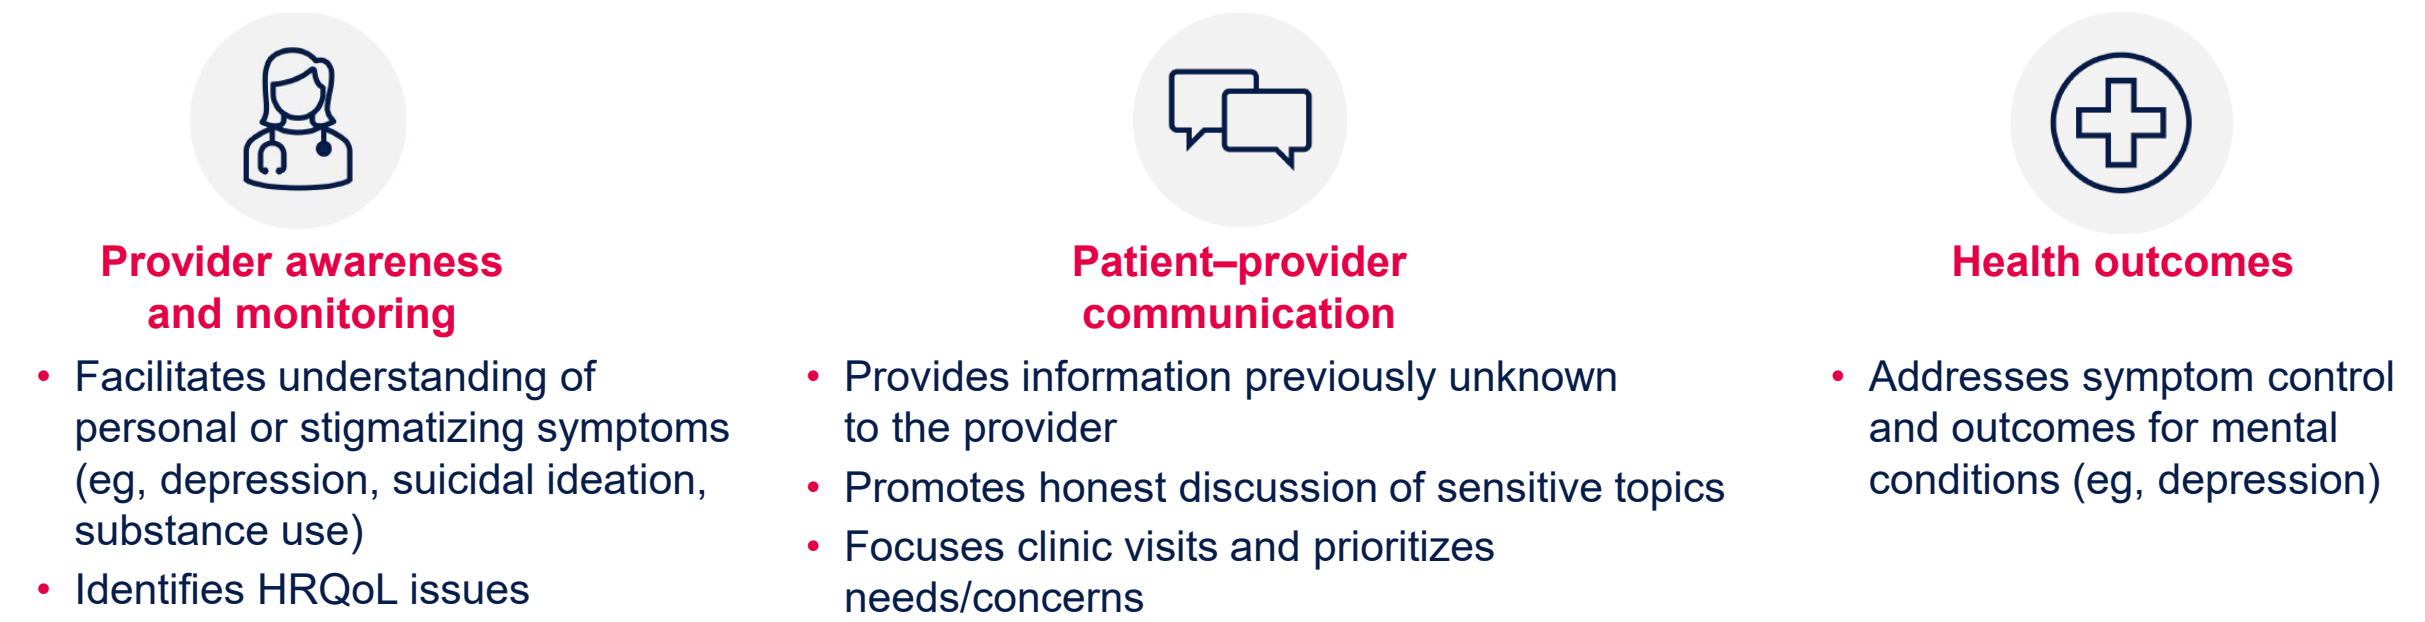 Provider awareness
and monitoring
• Facilitates understanding of
personal or stigmatizing symptoms
(eg, depression, suicidal ideation,
substance use)
• Identifies HRQoL issues
Patient–provider
communication
• Provides information previously unknown
to the provider
• Promotes honest discussion of sensitive topics
• Focuses clinic visits and prioritizes
needs/concerns
Health outcomes
• Addresses symptom control
and outcomes for mental
conditions (eg, depression)